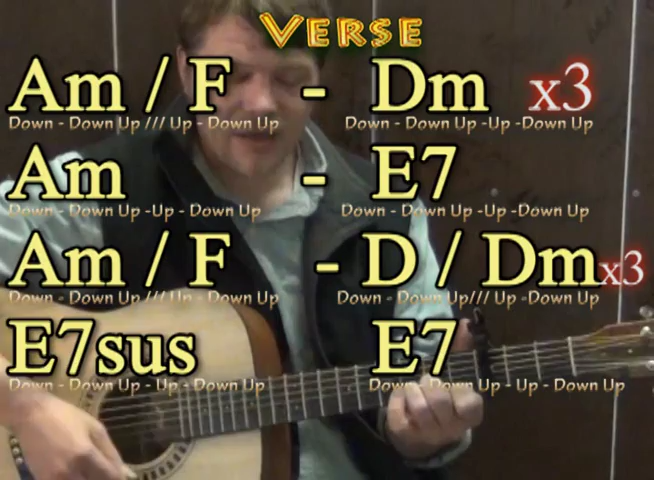 VERSE
Am / F - Dm x3
Down - Down Up /// Up - Down Up Down - Down Up -Up -Down Up
Am - E7
Down - Down Up -Up - Down Up Down - Down Up -Up -Down Up
Am / F - D / Dm x3
Down - Down Up /// Up - Down Up Down - Down Up/// Up -Down Up
E7sus E7
Down - Down Up - Up - Down Up Down - Down Up - Up - Down Up